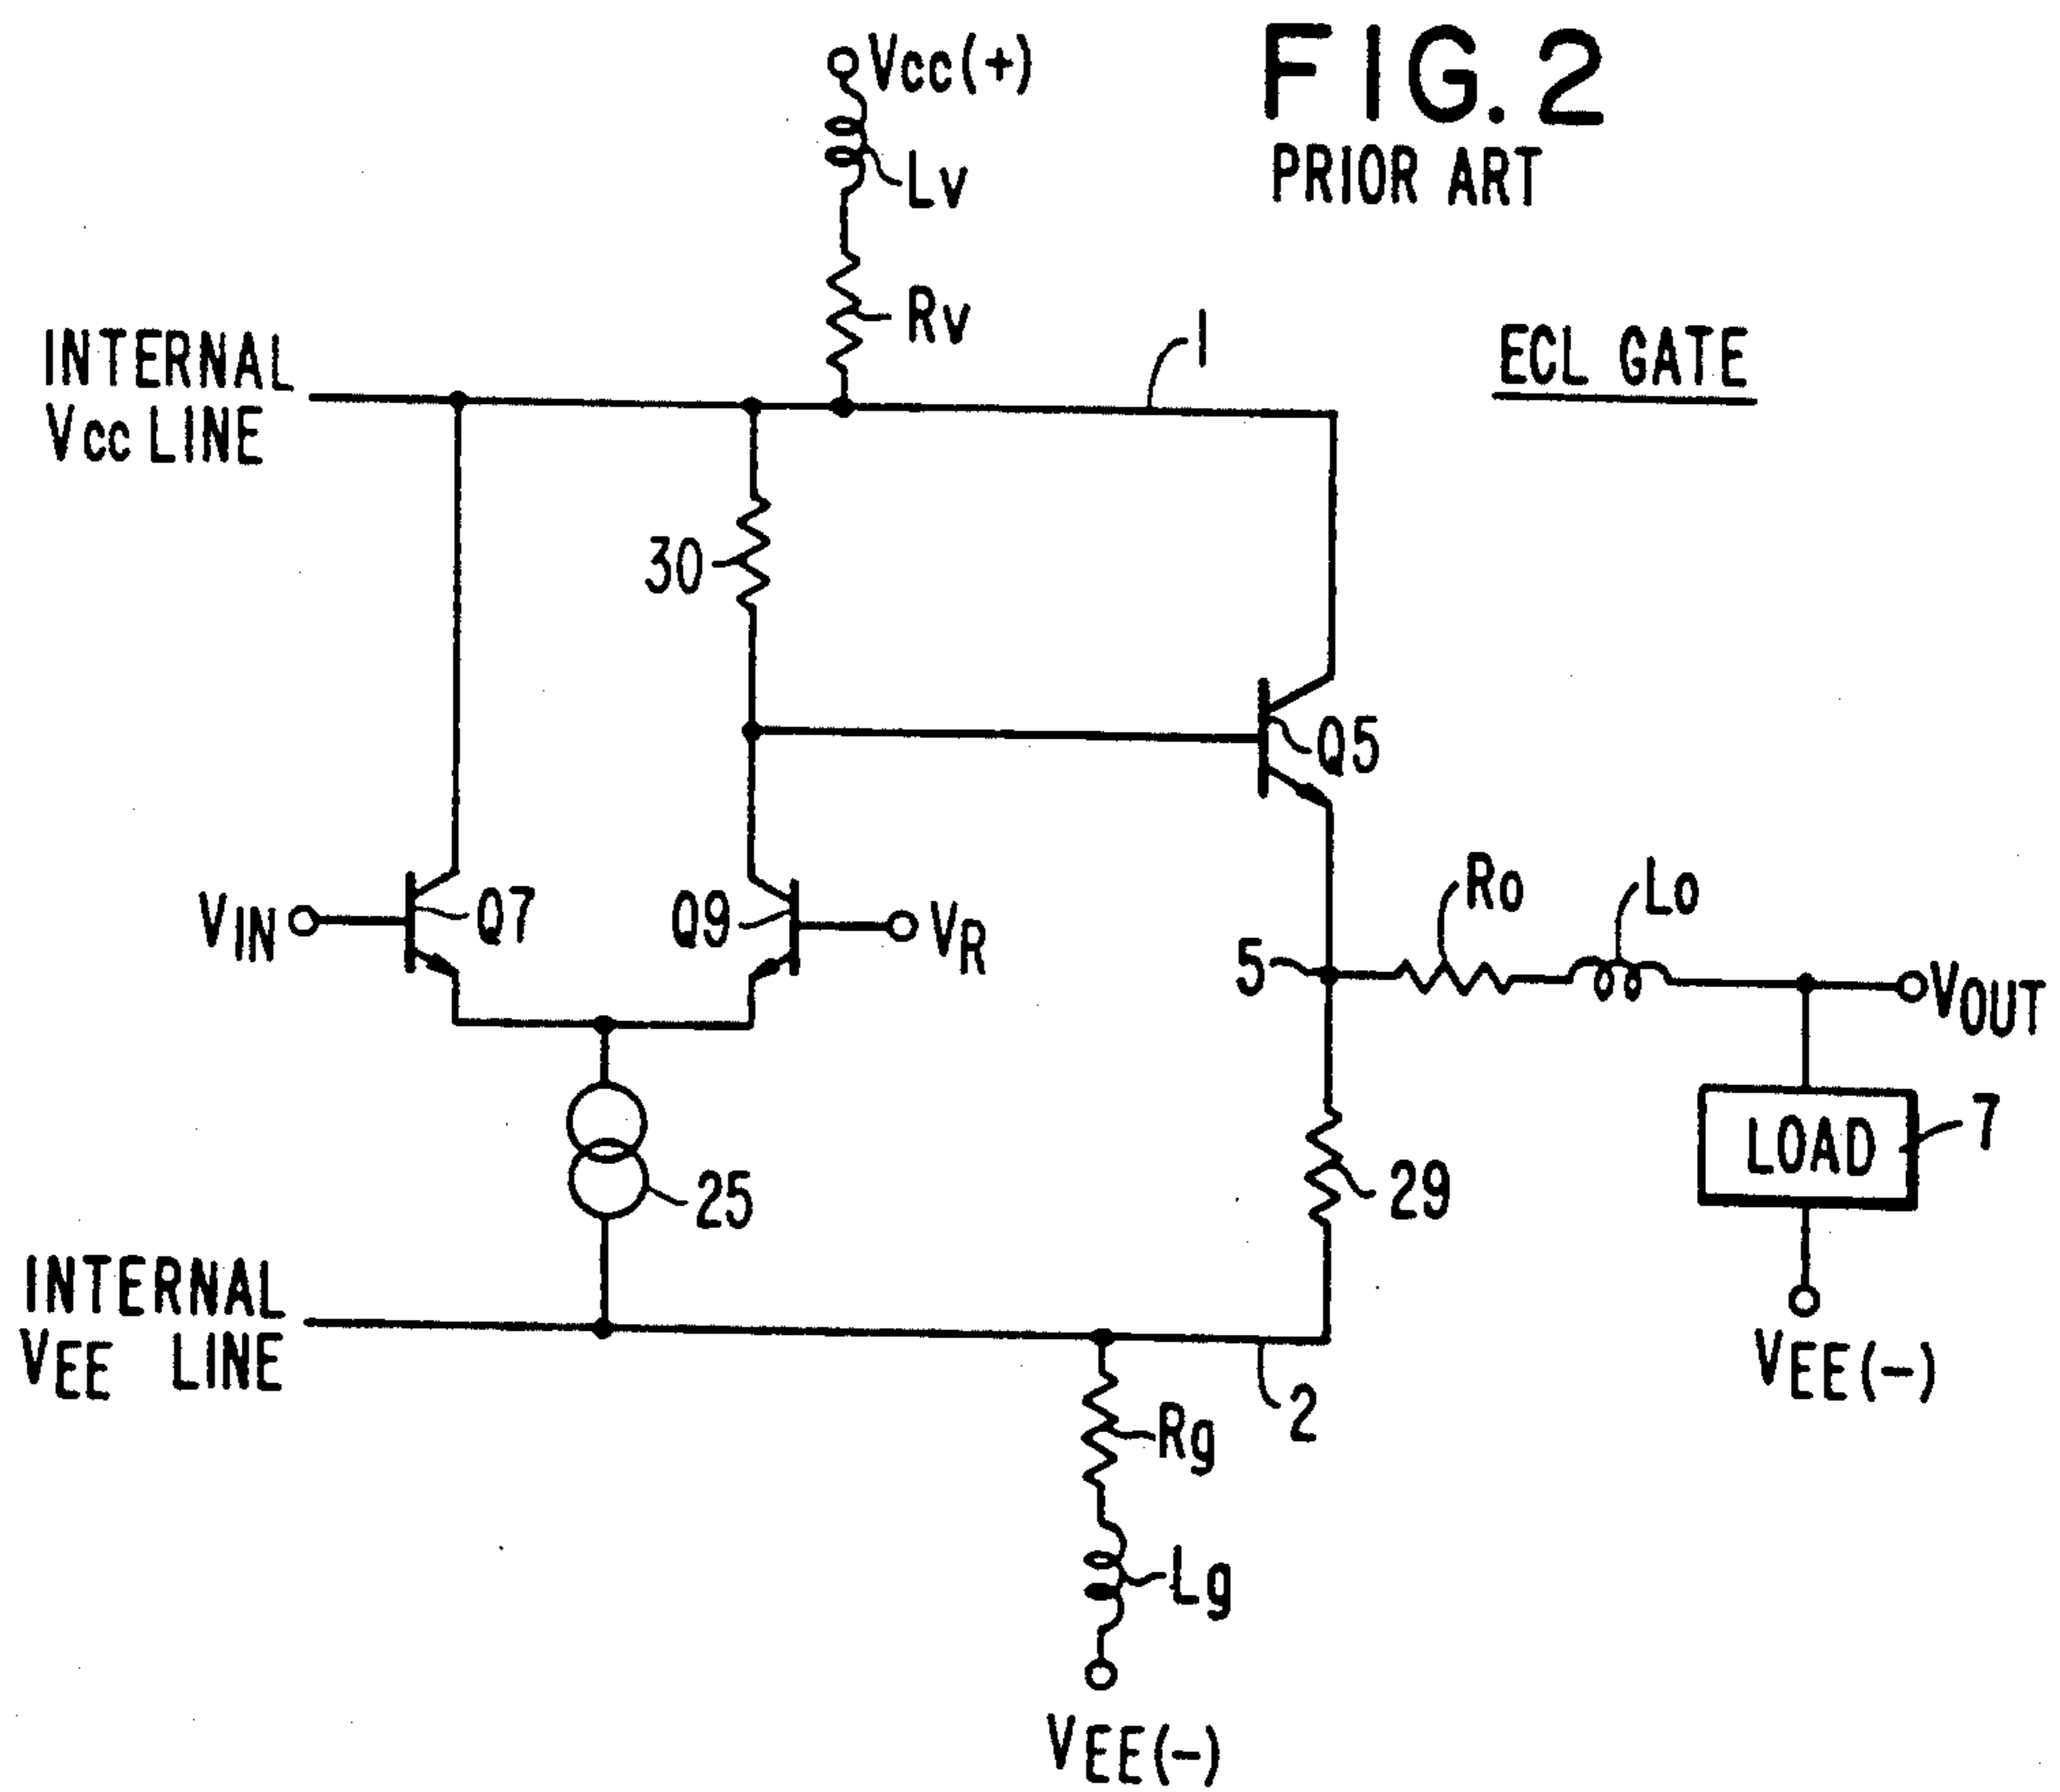 FIG. 2
PRIOR ART
Vcc(+)
Lv
Rv
1
ECL GATE
INTERNAL
Vcc LINE
30
Q5
VIN
Q7
Q9
VR
5
Ro
Lo
VOUT
LOAD
7
25
29
INTERNAL
VEE LINE
2
VEE(-)
Rg
Lg
VEE(-)